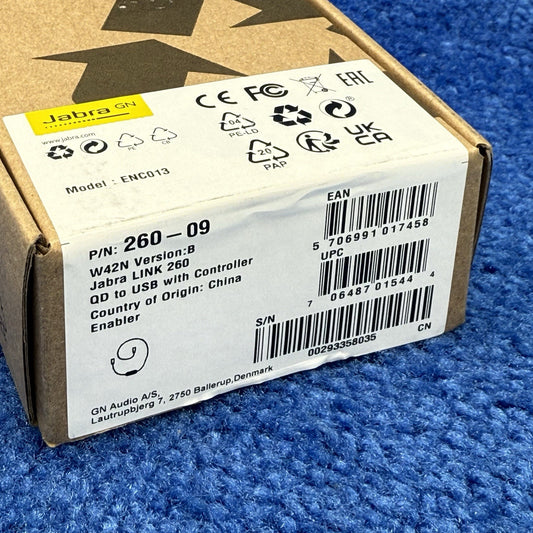 Jabra GN
www.jabra.com
CE FC EAC
04
PE-LD
20
PAP
UK
CA
Model : ENC013
P/N: 260-09
W42N Version:B
Jabra LINK 260
QD to USB with Controller
Country of Origin: China
Enabler
GN Audio A/S,
Lautrupbjerg 7, 2750 Ballerup,Denmark
EAN
5 706991 017458
UPC
7 06487 01544 4
S/N
00293358035
CN